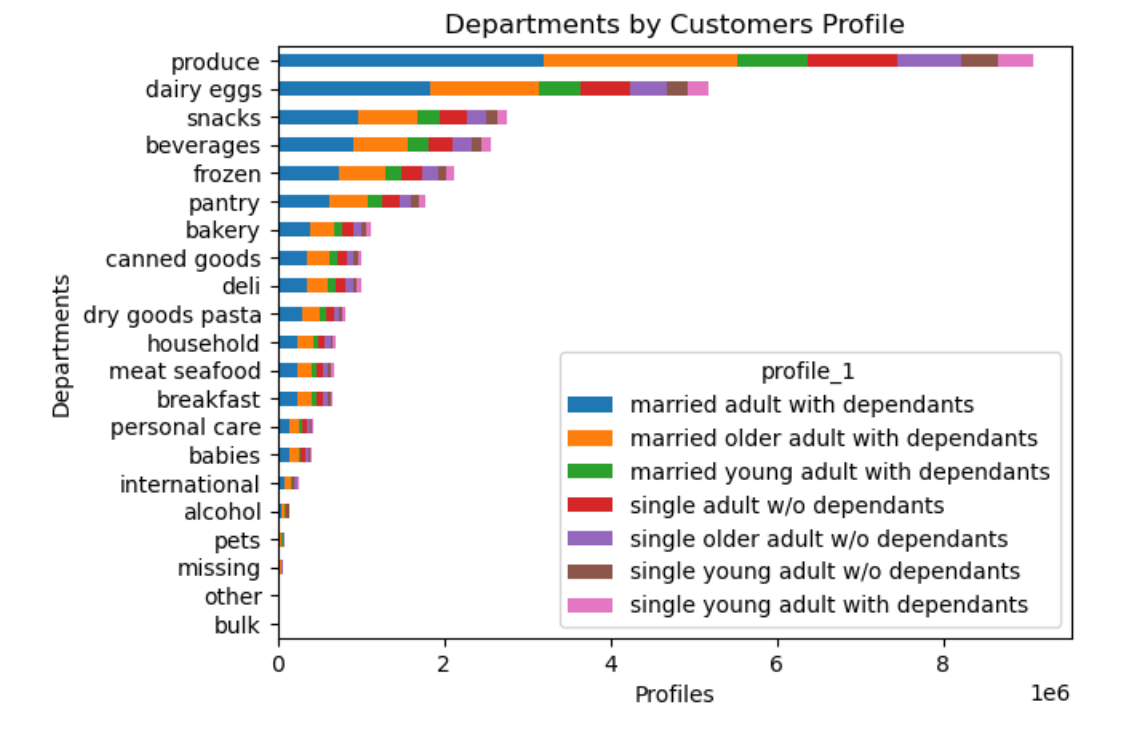 Departments by Customers Profile
produce
dairy eggs
snacks
beverages
frozen
pantry
bakery
canned goods
deli
dry goods pasta
household
meat seafood
breakfast
personal care
babies
international
alcohol
pets
missing
other
bulk
Departments
profile_1
married adult with dependants
married older adult with dependants
married young adult with dependants
single adult w/o dependants
single older adult w/o dependants
single young adult w/o dependants
single young adult with dependants
0 2 4 6 8
Profiles
1e6